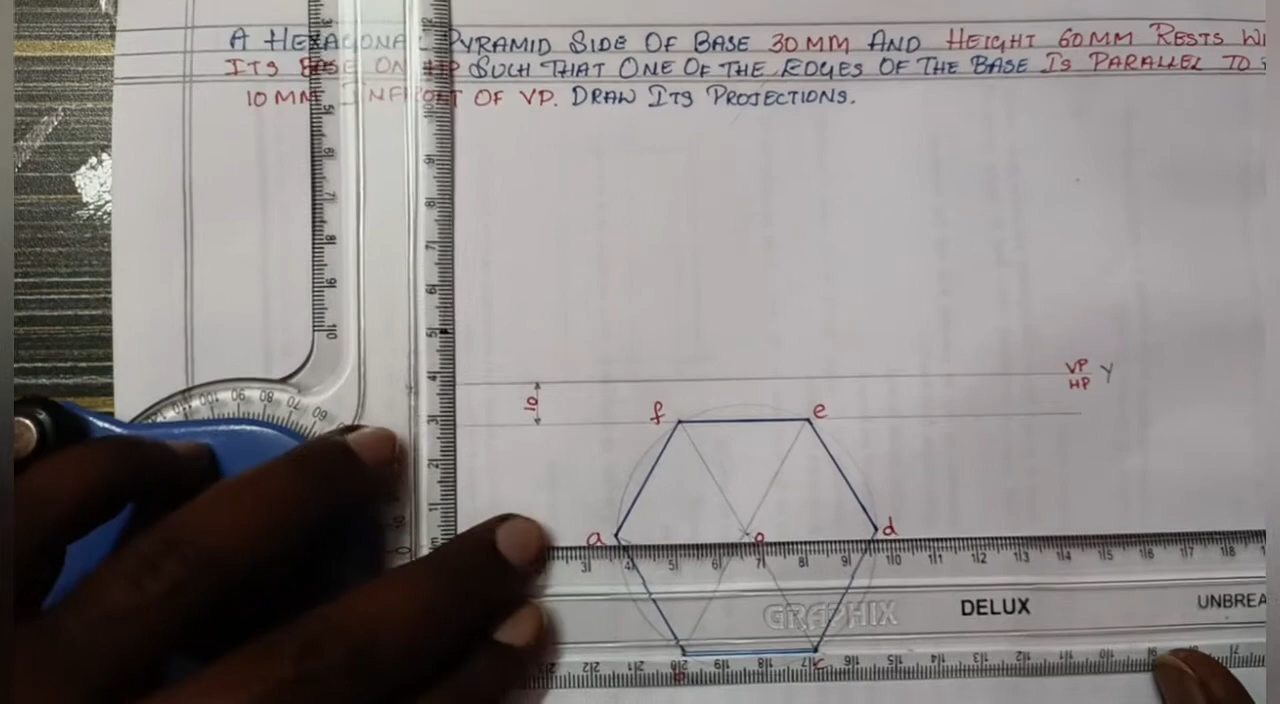 A HEXAGONAL PYRAMID SIDE OF BASE 30 MM AND HEIGHT 60 MM RESTS
ITS BASE ON HP SUCH THAT ONE OF THE EDGES OF THE BASE IS PARALLEL TO
10 MM INFRONT OF VP. DRAW ITS PROJECTIONS.
VP
HP
Y
10
f
e
a
o
d
c
GRAPHIX
DELUX
UNBREA